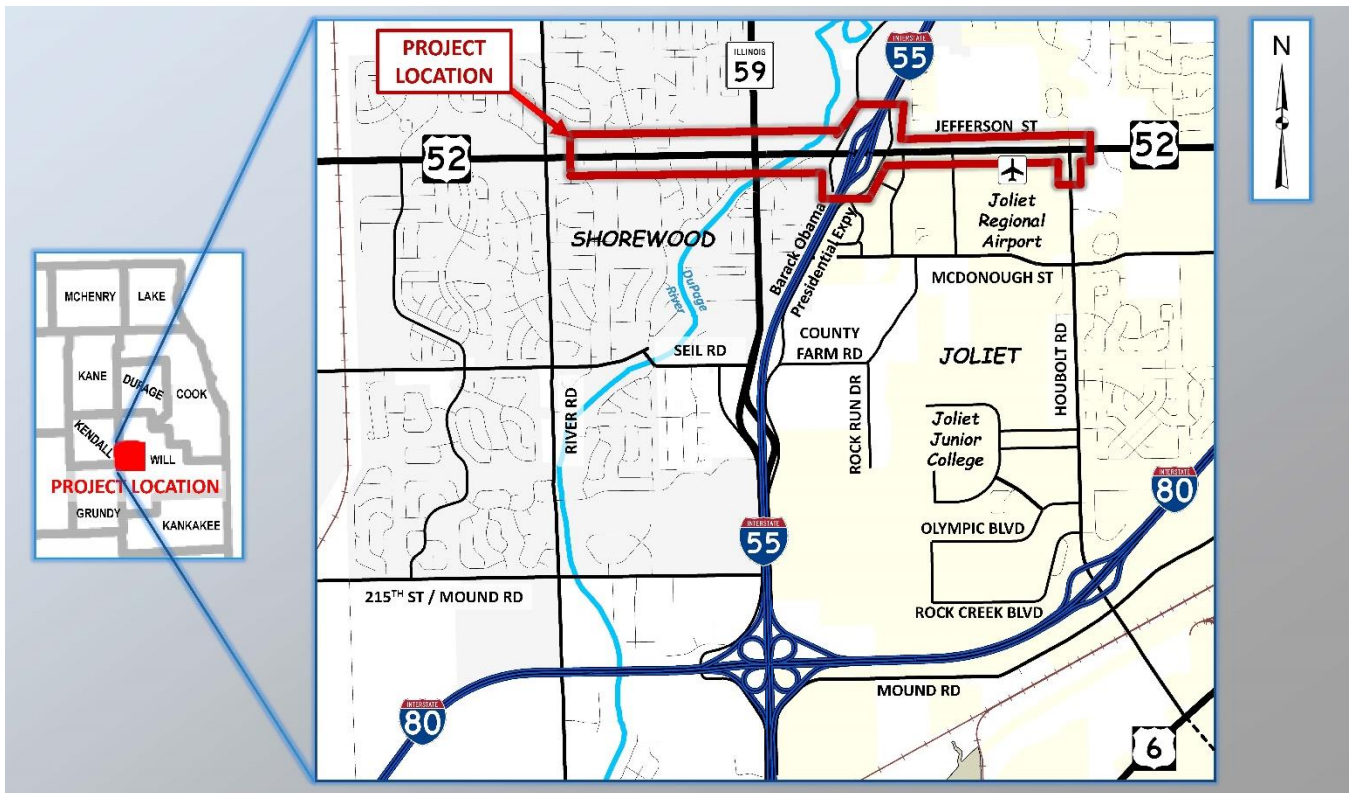 PROJECT
LOCATION
ILLINOIS
59
INTERSTATE
55
N
JEFFERSON ST
52
52
Joliet
Regional
Airport
SHOREWOOD
Barack Obama
Presidential Expy
DuPage
River
MCDONOUGH ST
MCHENRY
LAKE
KANE
DUPAGE
COOK
KENDALL
WILL
PROJECT LOCATION
GRUNDY
KANKAKEE
SEIL RD
COUNTY
FARM RD
JOLIET
HOUBOLT RD
RIVER RD
ROCK RUN DR
Joliet
Junior
College
INTERSTATE
80
INTERSTATE
55
OLYMPIC BLVD
215TH ST / MOUND RD
ROCK CREEK BLVD
MOUND RD
INTERSTATE
80
6